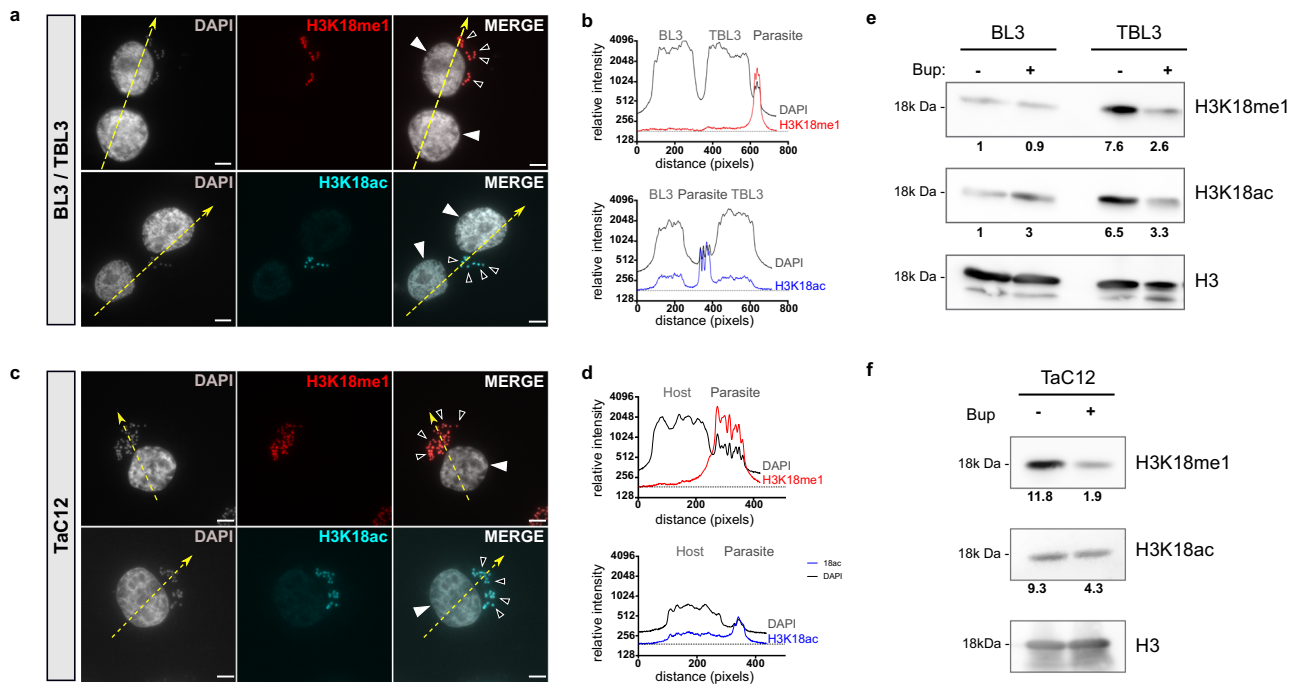 a
BL3 / TBL3
DAPI
H3K18me1
MERGE
DAPI
H3K18ac
MERGE
b
relative intensity
4096
2048
1024
512
256
128
BL3 TBL3 Parasite
DAPI
H3K18me1
0 200 400 600 800
distance (pixels)
relative intensity
4096
2048
1024
512
256
128
BL3 Parasite TBL3
DAPI
H3K18ac
0 200 400 600 800
distance (pixels)
c
TaC12
DAPI
H3K18me1
MERGE
DAPI
H3K18ac
MERGE
d
relative intensity
4096
2048
1024
512
256
128
Host Parasite
DAPI
H3K18me1
0 200 400
distance (pixels)
relative intensity
4096
2048
1024
512
256
128
Host Parasite
18ac
DAPI
DAPI
H3K18ac
0 200 400
distance (pixels)
e
BL3 TBL3
Bup: - + - +
18k Da - H3K18me1
1 0.9 7.6 2.6
18k Da - H3K18ac
1 3 6.5 3.3
18k Da - H3
f
TaC12
Bup - +
18k Da - H3K18me1
11.8 1.9
18k Da - H3K18ac
9.3 4.3
18kDa - H3